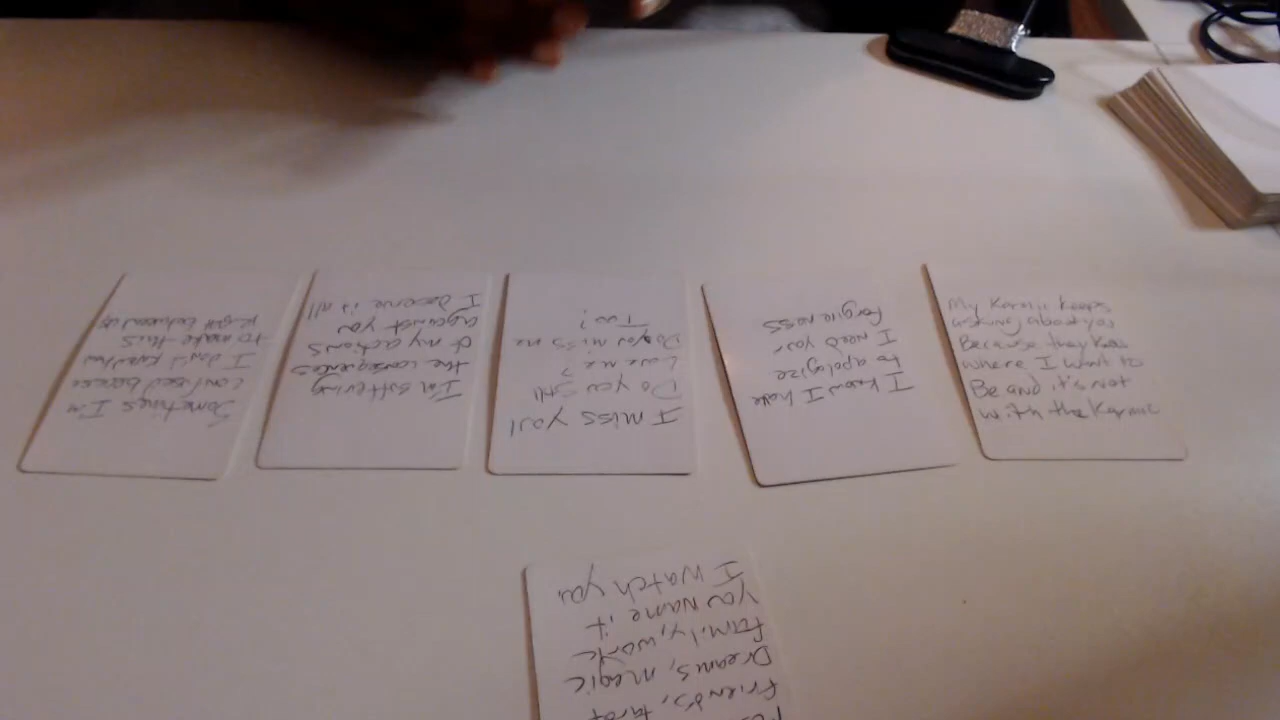 Sometimes I'm
confused because
I don't know how
to make this
Right between us
I'm suffering
the consequences
of my actions
against you
I deserve is all
I miss you!
Do you still
Love me?
Do you miss me
Too?
I know I have
to apologize
I need your
forgiveness
My Karmic keeps
asking about you
Because they know
where I want to
Be and it's not
with the Karmic
friends, tarot
Dreams, magic
family, work
you name it
I watch you